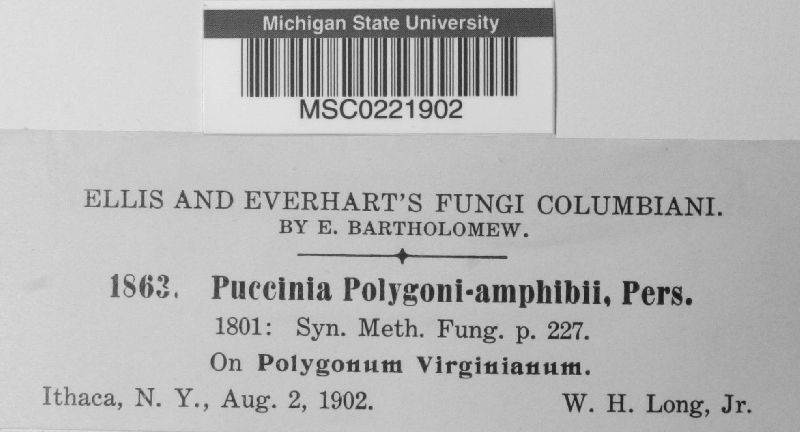 Michigan State University
MSC0221902
ELLIS AND EVERHART'S FUNGI COLUMBIANI.
BY E. BARTHOLOMEW.
1863. Puccinia Polygoni-amphibii, Pers.
1801: Syn. Meth. Fung. p. 227.
On Polygonum Virginianum.
Ithaca, N. Y., Aug. 2, 1902. W. H. Long, Jr.